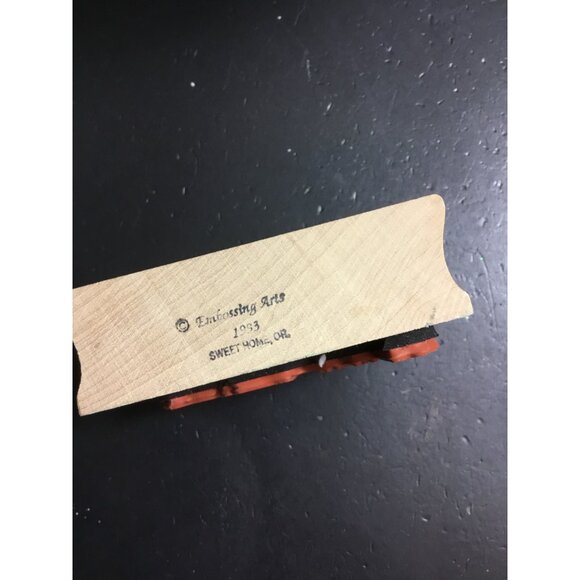 © Embossing Arts
1993
SWEET HOME, OR.